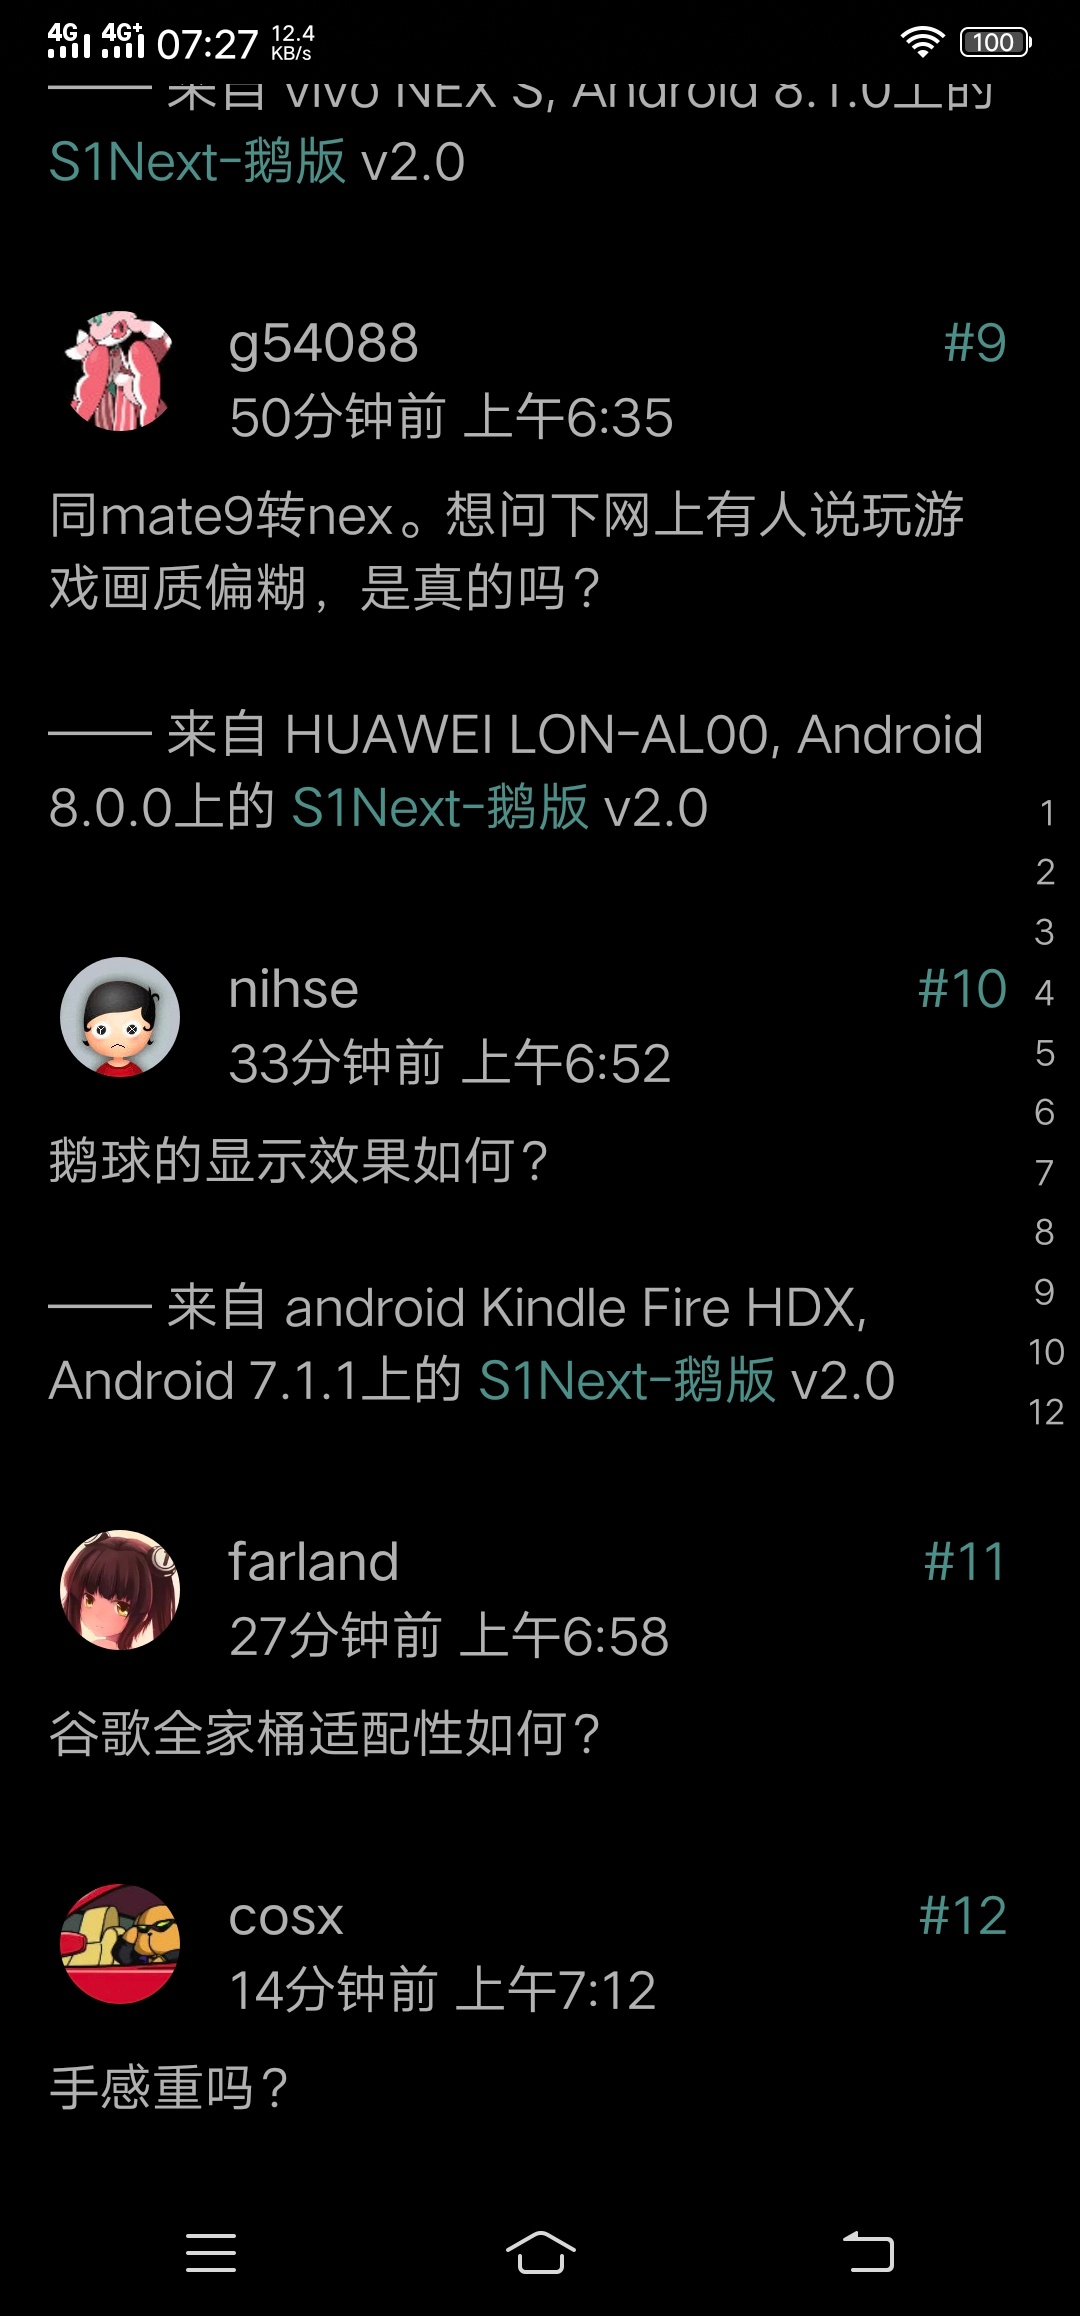 4G 4G+ 07:27 12.4 KB/s 100
—— 来自 vivo NEX S, Android 8.1.0上的
S1Next-鹅版 v2.0
g54088 #9
50分钟前 上午6:35
同mate9转nex。想问下网上有人说玩游
戏画质偏糊，是真的吗？
—— 来自 HUAWEI LON-AL00, Android
8.0.0上的 S1Next-鹅版 v2.0
1
2
3
nihse #10
4
33分钟前 上午6:52
5
6
鹅球的显示效果如何？
7
8
9
—— 来自 android Kindle Fire HDX,
10
Android 7.1.1上的 S1Next-鹅版 v2.0
12
farland #11
27分钟前 上午6:58
谷歌全家桶适配性如何？
cosx #12
14分钟前 上午7:12
手感重吗？